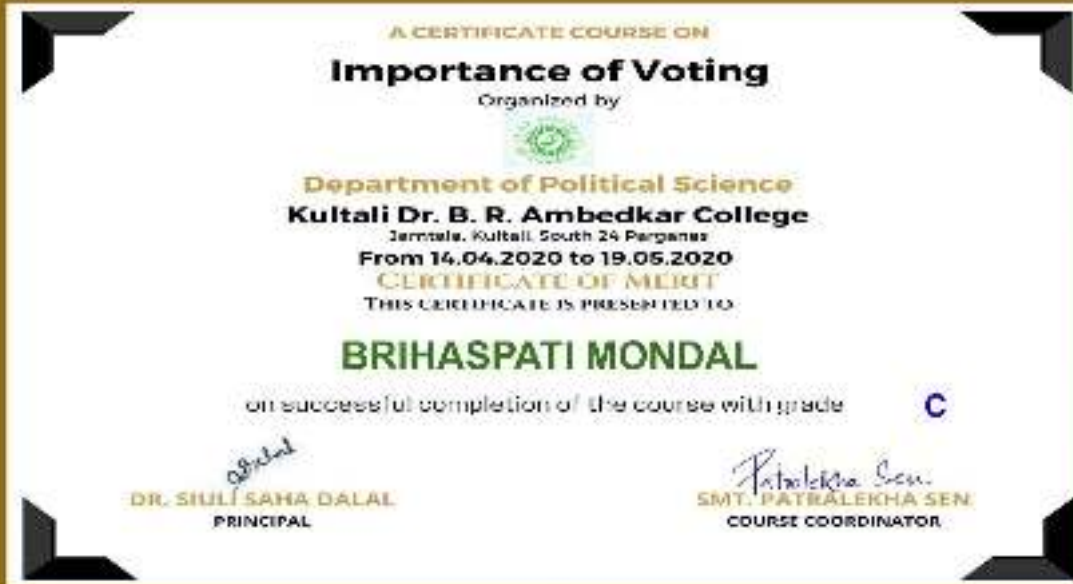 A CERTIFICATE COURSE ON
Importance of Voting
Organized by
Department of Political Science
Kultali Dr. B. R. Ambedkar College
Jamtala, Kultali, South 24 Parganas
From 14.04.2020 to 19.05.2020
CERTIFICATE OF MERIT
THIS CERTIFICATE IS PRESENTED TO
BRIHASPATI MONDAL
on successful completion of the course with grade C
Patralekha Sen.
DR. SIULI SAHA DALAL
SMT. PATRALEKHA SEN
PRINCIPAL
COURSE COORDINATOR